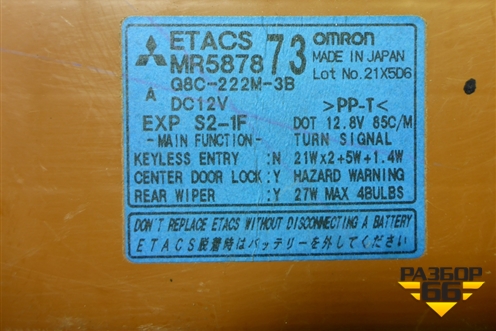 ETACS 73 OMRON
MR5878 MADE IN JAPAN
A G8C-222M-3B Lot No.21X5D6
DC12V >PP-T<
EXP S2-1F DOT 12.8V 85C/M
-MAIN FUNCTION- TURN SIGNAL
KEYLESS ENTRY :N 21W×2+5W+1.4W
CENTER DOOR LOCK:Y HAZARD WARNING
REAR WIPER :Y 27W MAX 4BULBS
DON'T REPLACE ETACS WITHOUT DISCONNECTING A BATTERY
ETACS脱着時はバッテリーを外してください
РАЗБОР
66